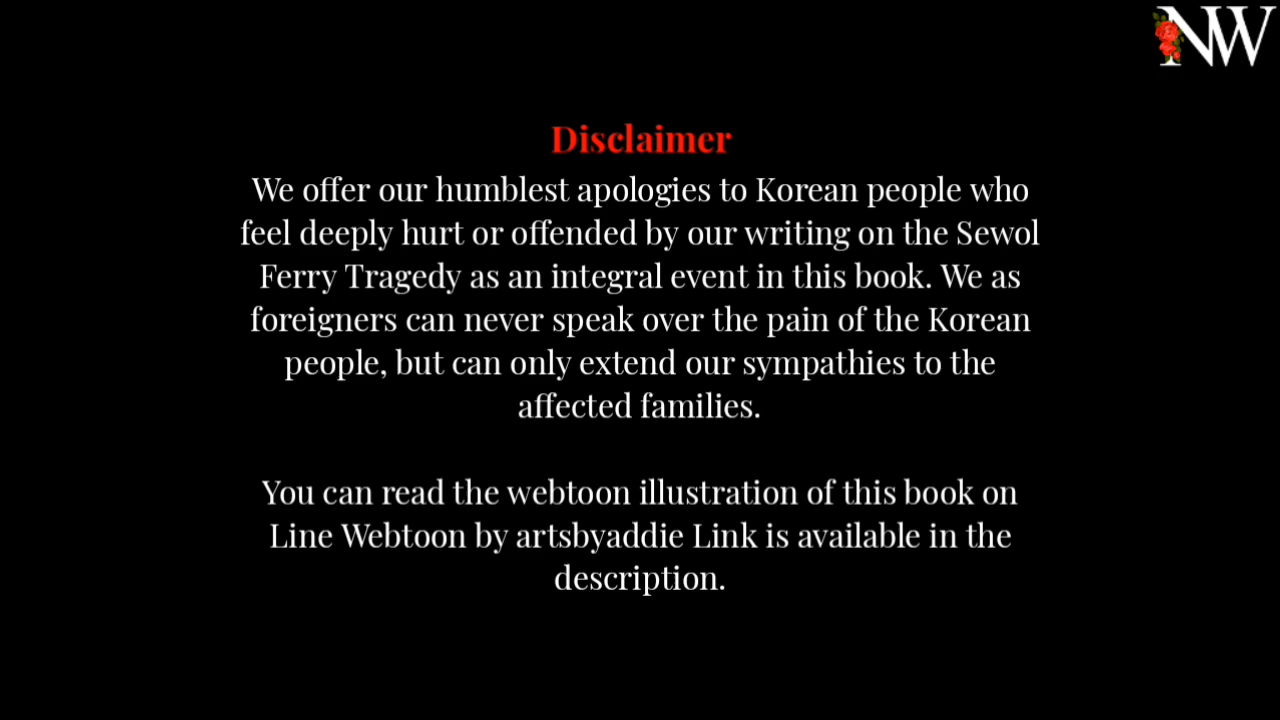 NW
Disclaimer
We offer our humblest apologies to Korean people who
feel deeply hurt or offended by our writing on the Sewol
Ferry Tragedy as an integral event in this book. We as
foreigners can never speak over the pain of the Korean
people, but can only extend our sympathies to the
affected families.
You can read the webtoon illustration of this book on
Line Webtoon by artsbyaddie Link is available in the
description.